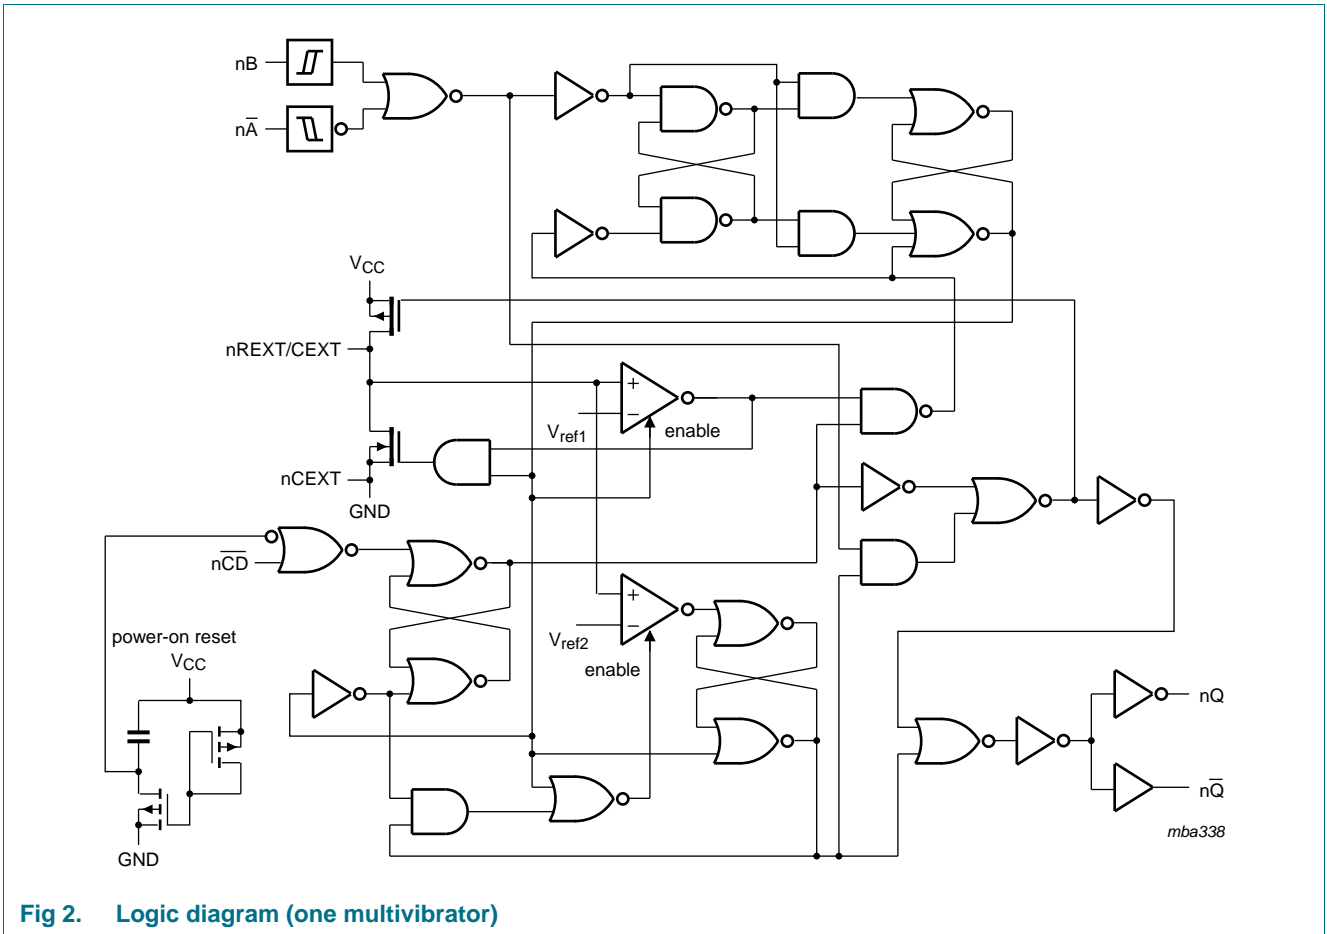 nB
nA̅
VCC
nREXT/CEXT
+
−
Vref1
enable
nCEXT
GND
nC̅D̅
+
−
Vref2
enable
power-on reset
VCC
GND
nQ
nQ̅
mba338
Fig 2. Logic diagram (one multivibrator)